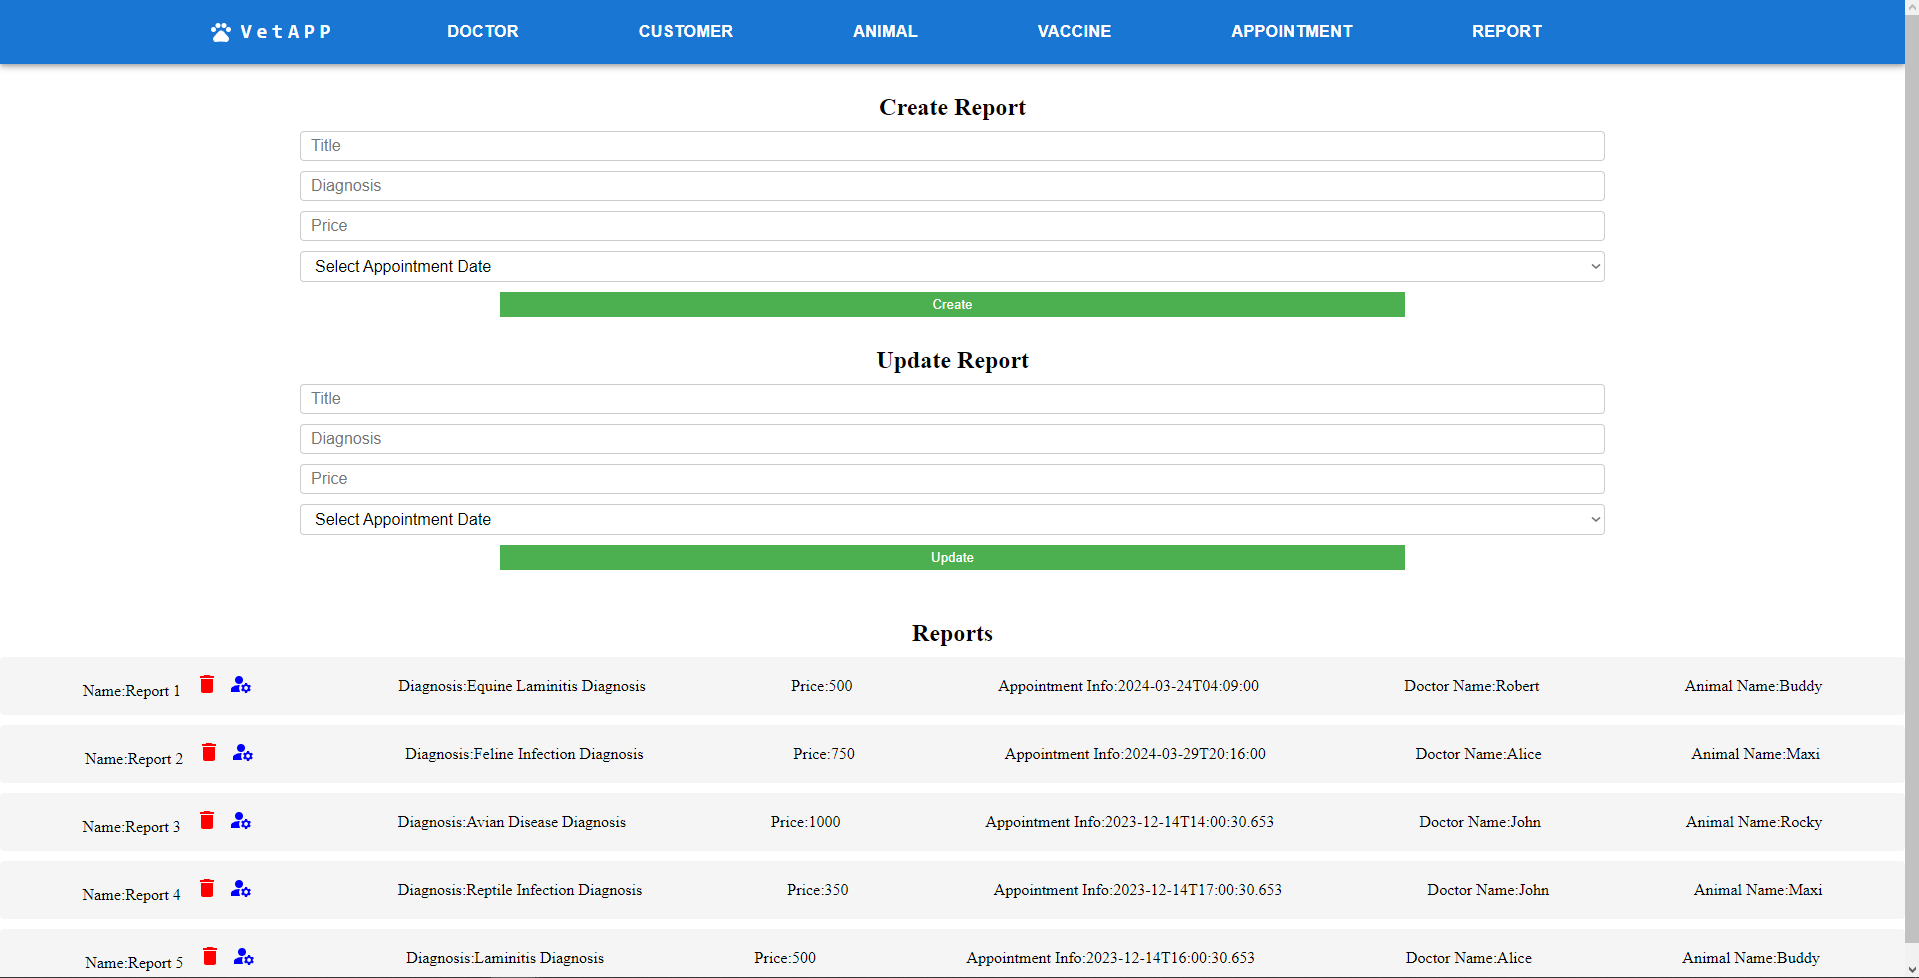 VetAPP DOCTOR CUSTOMER ANIMAL VACCINE APPOINTMENT REPORT
Create Report
Title
Diagnosis
Price
Select Appointment Date
Create
Update Report
Title
Diagnosis
Price
Select Appointment Date
Update
Reports
Name:Report 1 Diagnosis:Equine Laminitis Diagnosis Price:500 Appointment Info:2024-03-24T04:09:00 Doctor Name:Robert Animal Name:Buddy
Name:Report 2 Diagnosis:Feline Infection Diagnosis Price:750 Appointment Info:2024-03-29T20:16:00 Doctor Name:Alice Animal Name:Maxi
Name:Report 3 Diagnosis:Avian Disease Diagnosis Price:1000 Appointment Info:2023-12-14T14:00:30.653 Doctor Name:John Animal Name:Rocky
Name:Report 4 Diagnosis:Reptile Infection Diagnosis Price:350 Appointment Info:2023-12-14T17:00:30.653 Doctor Name:John Animal Name:Maxi
Name:Report 5 Diagnosis:Laminitis Diagnosis Price:500 Appointment Info:2023-12-14T16:00:30.653 Doctor Name:Alice Animal Name:Buddy